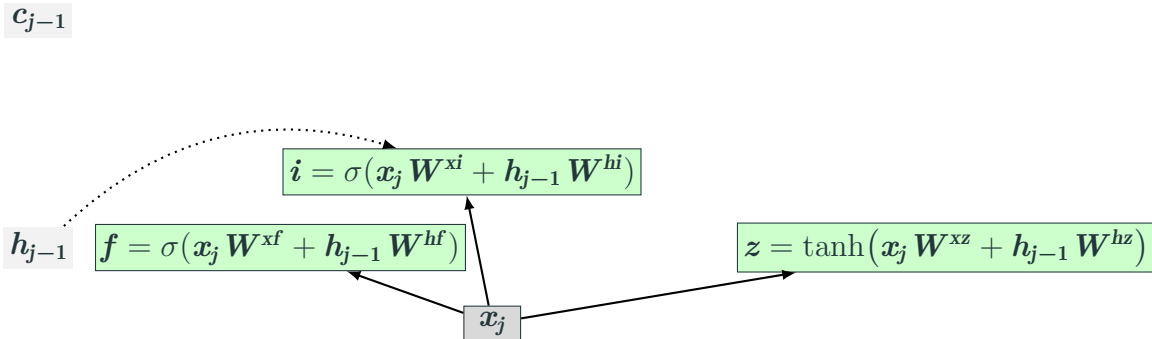 c_{j−1}
i = σ(x_j W^{xi} + h_{j−1} W^{hi})
h_{j−1}
f = σ(x_j W^{xf} + h_{j−1} W^{hf})
z = tanh(x_j W^{xz} + h_{j−1} W^{hz})
x_j